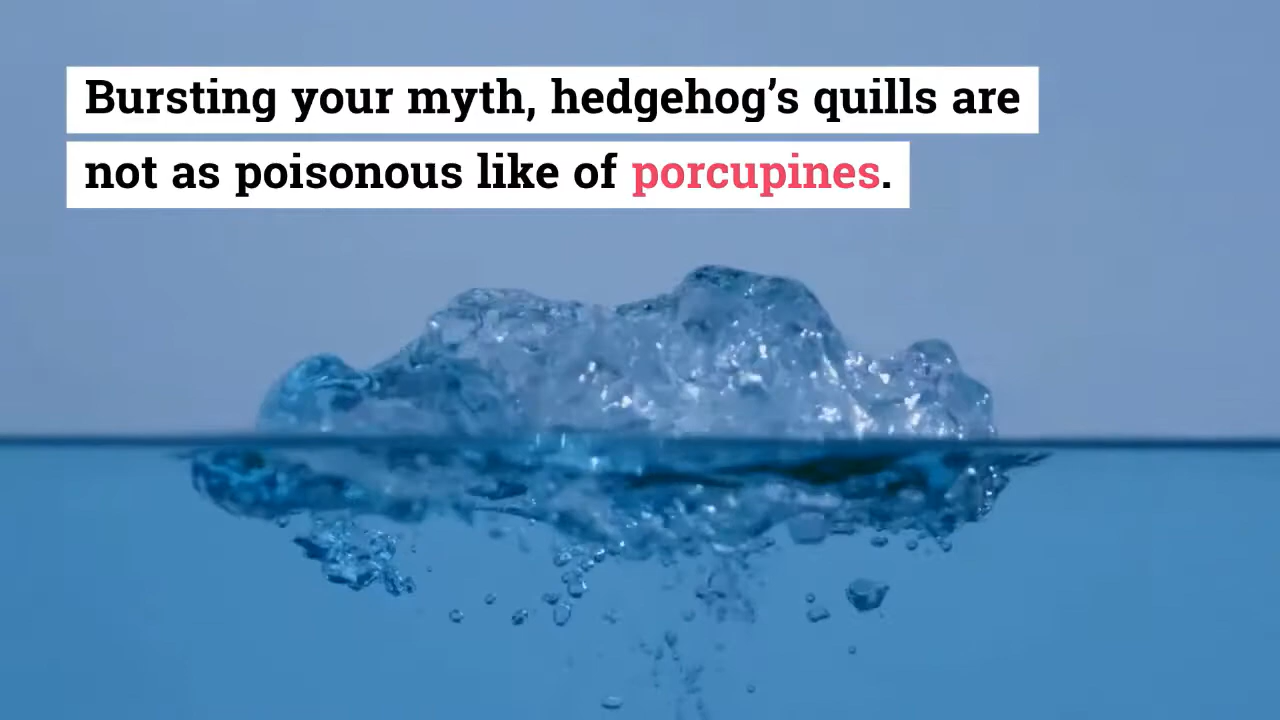 Bursting your myth, hedgehog’s quills are
not as poisonous like of porcupines.